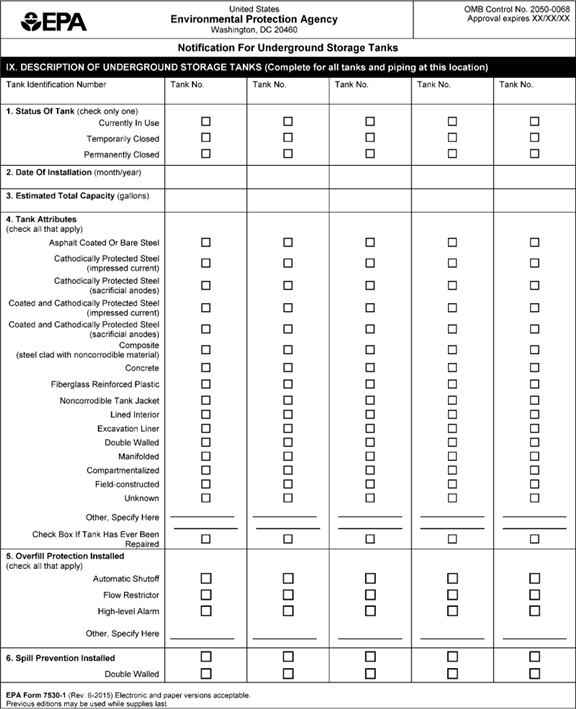 EPA
United States
Environmental Protection Agency
Washington, DC 20460
OMB Control No. 2050-0068
Approval expires XX/XX/XX
Notification For Underground Storage Tanks
IX. DESCRIPTION OF UNDERGROUND STORAGE TANKS (Complete for all tanks and piping at this location)
Tank Identification Number Tank No. Tank No. Tank No. Tank No. Tank No.
1. Status Of Tank (check only one)
Currently In Use
Temporarily Closed
Permanently Closed
2. Date Of Installation (month/year)
3. Estimated Total Capacity (gallons)
4. Tank Attributes
(check all that apply)
Asphalt Coated Or Bare Steel
Cathodically Protected Steel
(impressed current)
Cathodically Protected Steel
(sacrificial anodes)
Coated and Cathodically Protected Steel
(impressed current)
Coated and Cathodically Protected Steel
(sacrificial anodes)
Composite
(steel clad with noncorrodible material)
Concrete
Fiberglass Reinforced Plastic
Noncorrodible Tank Jacket
Lined Interior
Excavation Liner
Double Walled
Manifolded
Compartmentalized
Field-constructed
Unknown
Other, Specify Here
Check Box If Tank Has Ever Been
Repaired
5. Overfill Protection Installed
(check all that apply)
Automatic Shutoff
Flow Restrictor
High-level Alarm
Other, Specify Here
6. Spill Prevention Installed
Double Walled
EPA Form 7530-1 (Rev. 6-2015) Electronic and paper versions acceptable.
Previous editions may be used while supplies last.